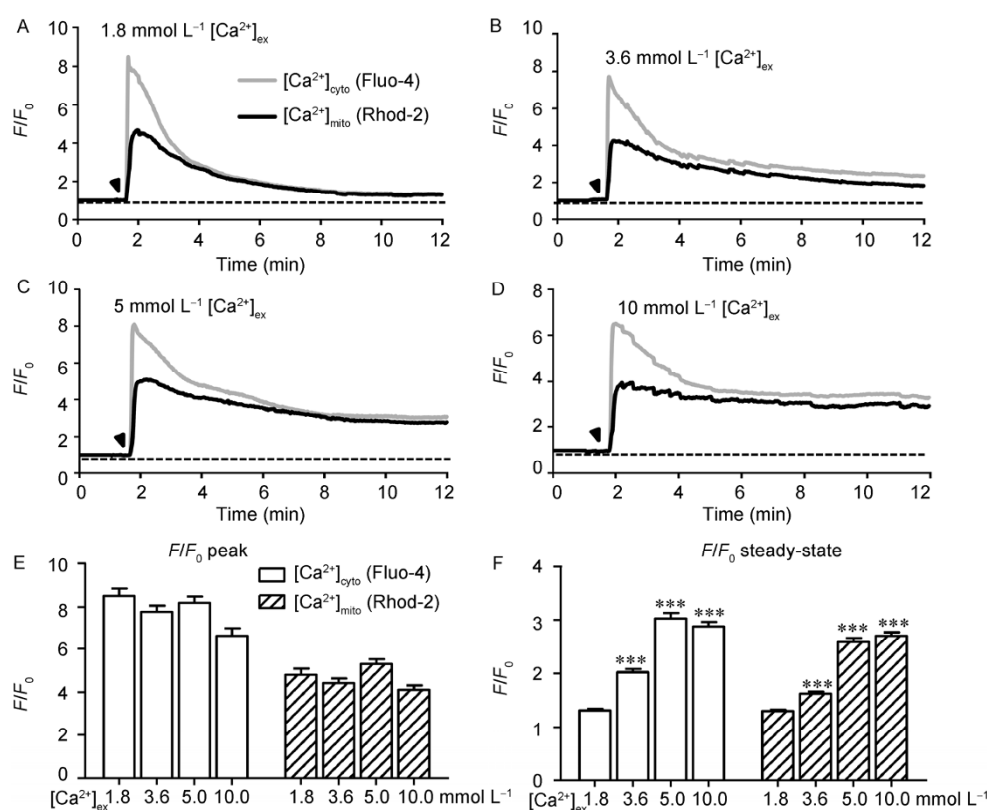 A
1.8 mmol L⁻¹ [Ca²⁺]ex
[Ca²⁺]cyto (Fluo-4)
[Ca²⁺]mito (Rhod-2)
F/F₀
10
8
6
4
2
0
0 2 4 6 8 10 12
Time (min)
B
3.6 mmol L⁻¹ [Ca²⁺]ex
F/F₀
10
8
6
4
2
0
0 2 4 6 8 10 12
Time (min)
C
5 mmol L⁻¹ [Ca²⁺]ex
F/F₀
10
8
6
4
2
0
0 2 4 6 8 10 12
Time (min)
D
10 mmol L⁻¹ [Ca²⁺]ex
F/F₀
8
6
4
2
0
0 2 4 6 8 10 12
Time (min)
E
F/F₀ peak
[Ca²⁺]cyto (Fluo-4)
[Ca²⁺]mito (Rhod-2)
F/F₀
10
8
6
4
2
0
[Ca²⁺]ex 1.8 3.6 5.0 10.0 1.8 3.6 5.0 10.0 mmol L⁻¹
F
F/F₀ steady-state
F/F₀
4
3
2
1
0
*** *** *** *** *** ***
[Ca²⁺]ex 1.8 3.6 5.0 10.0 1.8 3.6 5.0 10.0 mmol L⁻¹